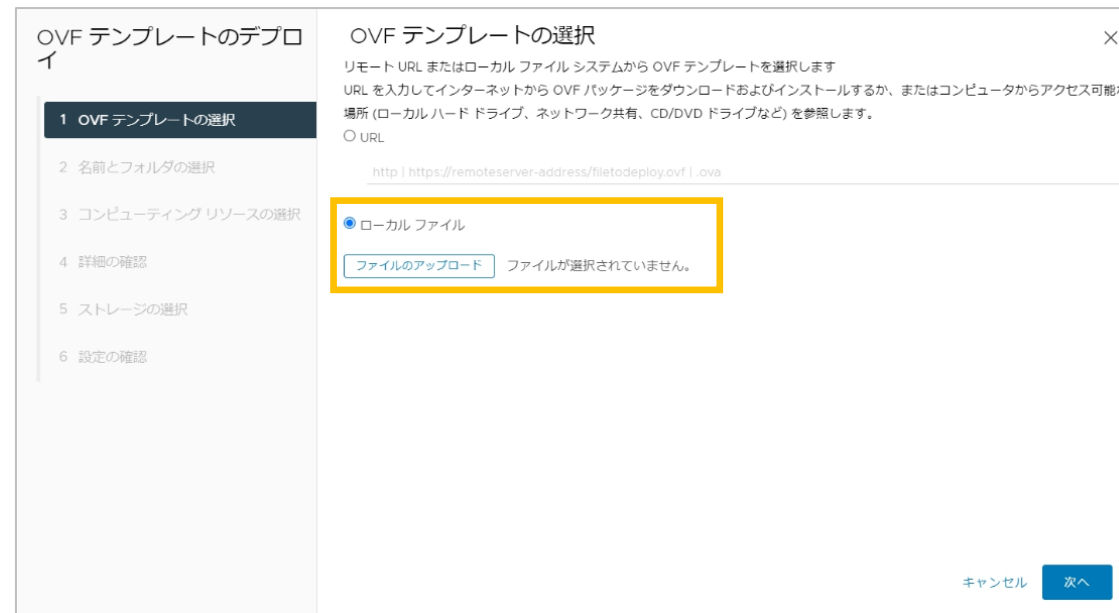 OVF テンプレートのデプロ
イ
1 OVF テンプレートの選択
2 名前とフォルダの選択
3 コンピューティング リソースの選択
4 詳細の確認
5 ストレージの選択
6 設定の確認
OVF テンプレートの選択
リモート URL またはローカル ファイル システムから OVF テンプレートを選択します
URL を入力してインターネットから OVF パッケージをダウンロードおよびインストールするか、またはコンピュータからアクセス可能な
場所 (ローカル ハード ドライブ、ネットワーク共有、CD/DVD ドライブなど) を参照します。
URL
http | https://remoteserver-address/filetodeploy.ovf | .ova
ローカル ファイル
ファイルのアップロード ファイルが選択されていません。
キャンセル 次へ